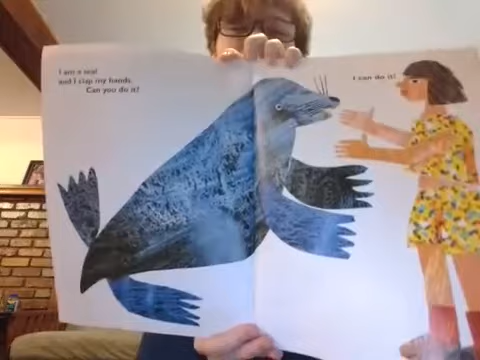 I am a seal
and I clap my hands.
Can you do it?
I can do it!